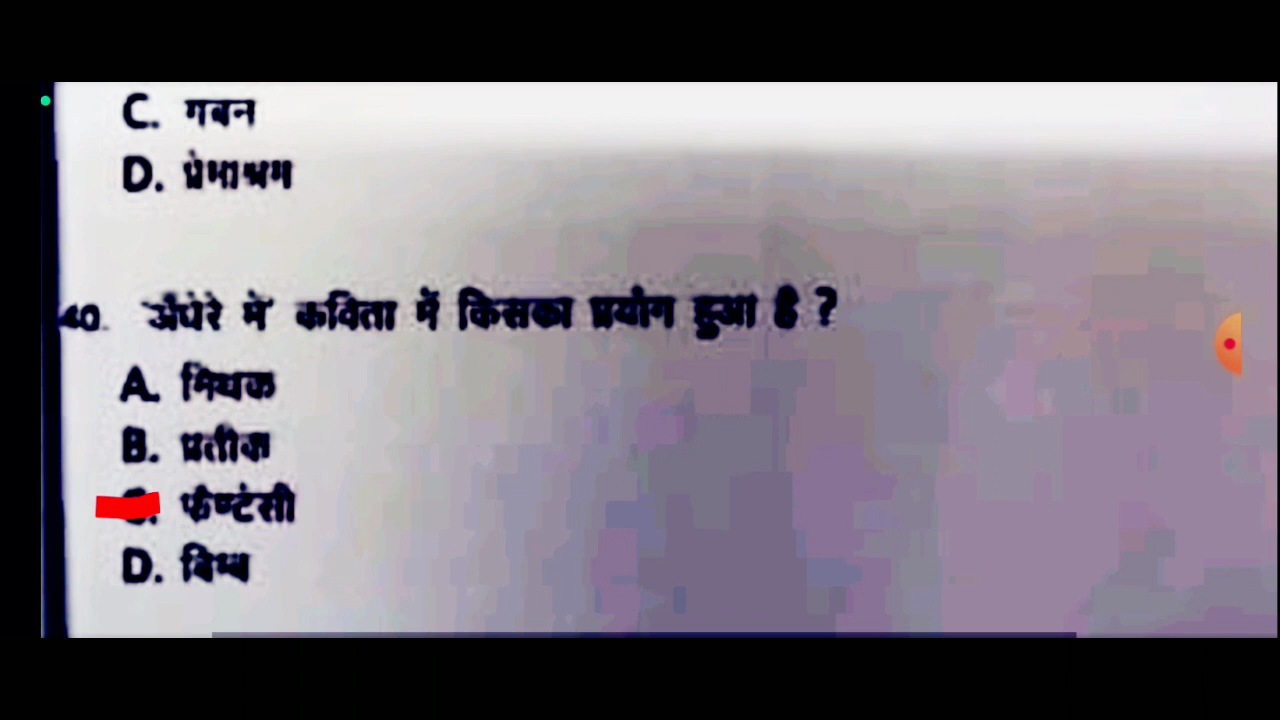 C. गबन
D. प्रेमाश्रम
40. 'अंधेरे में' कविता में किसका प्रयोग हुआ है ?
A. मिथक
B. प्रतीक
C. फैण्टेसी
D. बिम्ब